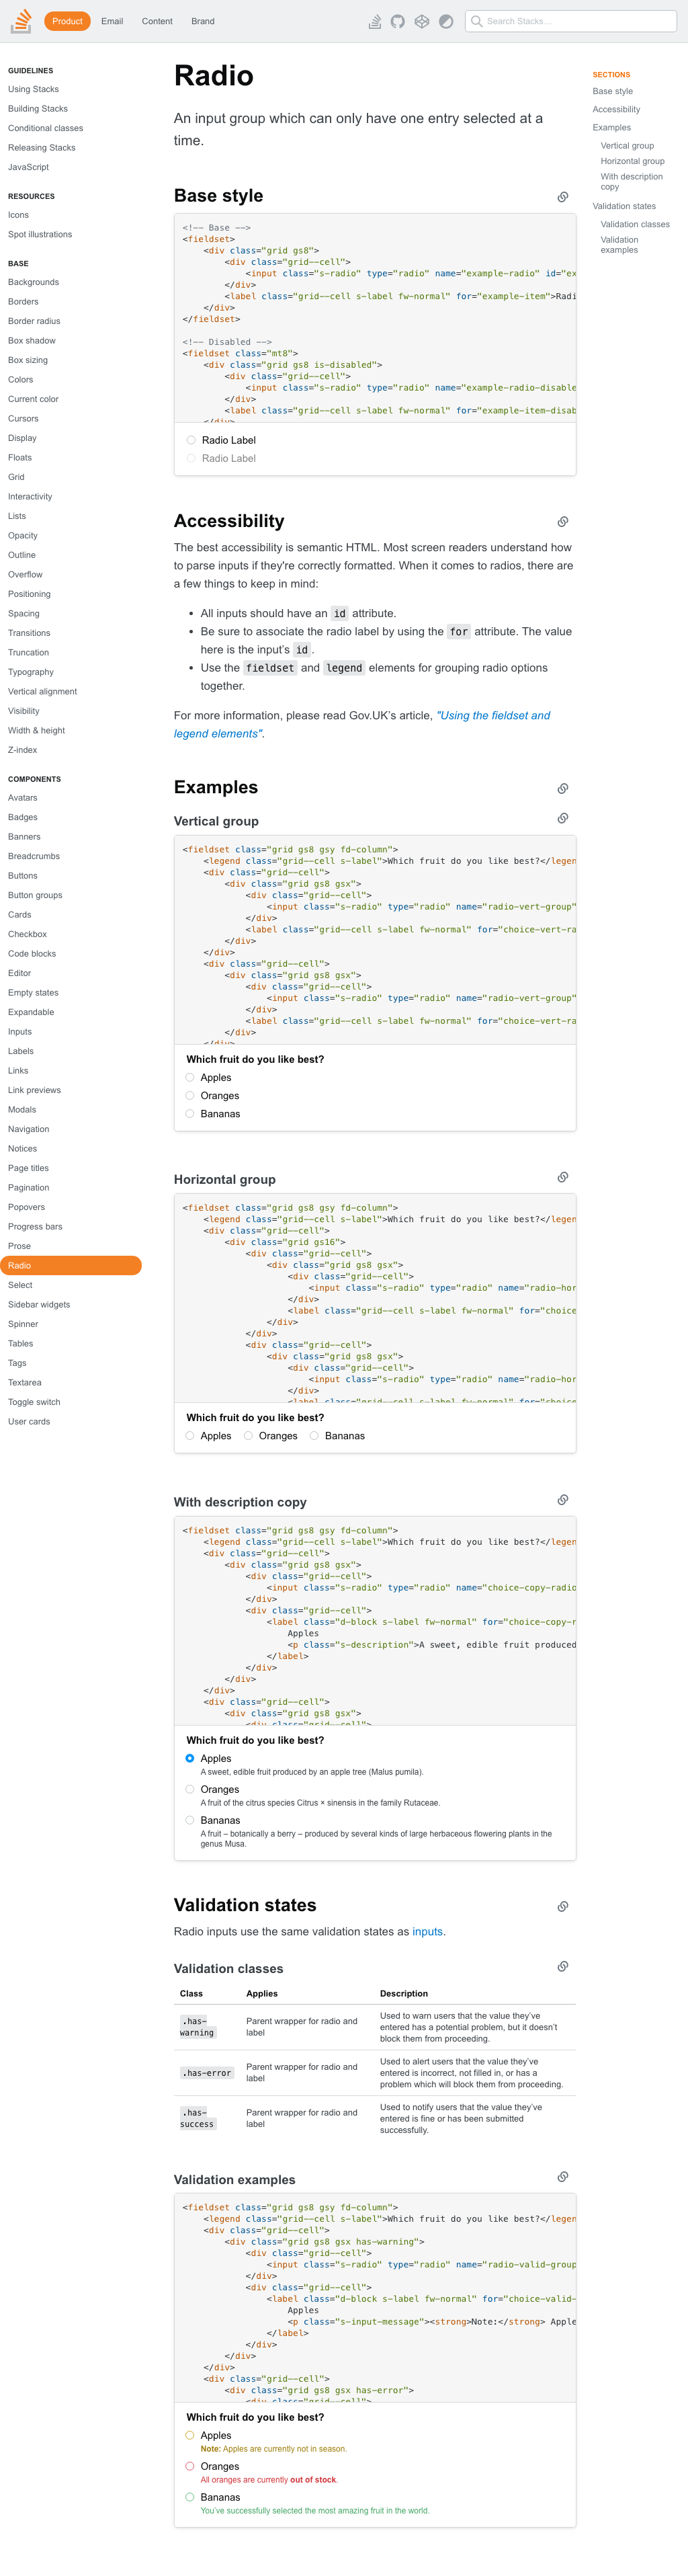 Product Email Content Brand
Search Stacks…
GUIDELINES
Using Stacks
Building Stacks
Conditional classes
Releasing Stacks
JavaScript
RESOURCES
Icons
Spot illustrations
BASE
Backgrounds
Borders
Border radius
Box shadow
Box sizing
Colors
Current color
Cursors
Display
Floats
Grid
Interactivity
Lists
Opacity
Outline
Overflow
Positioning
Spacing
Transitions
Truncation
Typography
Vertical alignment
Visibility
Width & height
Z-index
COMPONENTS
Avatars
Badges
Banners
Breadcrumbs
Buttons
Button groups
Cards
Checkbox
Code blocks
Editor
Empty states
Expandable
Inputs
Labels
Links
Link previews
Modals
Navigation
Notices
Page titles
Pagination
Popovers
Progress bars
Prose
Radio
Select
Sidebar widgets
Spinner
Tables
Tags
Textarea
Toggle switch
User cards
Radio
An input group which can only have one entry selected at a
time.
Base style
<!-- Base -->
<fieldset>
<div class="grid gs8">
<div class="grid--cell">
<input class="s-radio" type="radio" name="example-radio" id="ex
</div>
<label class="grid--cell s-label fw-normal" for="example-item">Radi
</div>
</fieldset>
<!-- Disabled -->
<fieldset class="mt8">
<div class="grid gs8 is-disabled">
<div class="grid--cell">
<input class="s-radio" type="radio" name="example-radio-disable
</div>
<label class="grid--cell s-label fw-normal" for="example-item-disab
</div>
Radio Label
Radio Label
Accessibility
The best accessibility is semantic HTML. Most screen readers understand how
to parse inputs if they're correctly formatted. When it comes to radios, there are
a few things to keep in mind:
All inputs should have an id attribute.
Be sure to associate the radio label by using the for attribute. The value
here is the input's id.
Use the fieldset and legend elements for grouping radio options
together.
For more information, please read Gov.UK's article, "Using the fieldset and
legend elements".
Examples
Vertical group
<fieldset class="grid gs8 gsy fd-column">
<legend class="grid--cell s-label">Which fruit do you like best?</legen
<div class="grid--cell">
<div class="grid gs8 gsx">
<div class="grid--cell">
<input class="s-radio" type="radio" name="radio-vert-group"
</div>
<label class="grid--cell s-label fw-normal" for="choice-vert-ra
</div>
</div>
<div class="grid--cell">
<div class="grid gs8 gsx">
<div class="grid--cell">
<input class="s-radio" type="radio" name="radio-vert-group"
</div>
<label class="grid--cell s-label fw-normal" for="choice-vert-ra
</div>
</div>
Which fruit do you like best?
Apples
Oranges
Bananas
Horizontal group
<fieldset class="grid gs8 gsy fd-column">
<legend class="grid--cell s-label">Which fruit do you like best?</legen
<div class="grid--cell">
<div class="grid gs16">
<div class="grid--cell">
<div class="grid gs8 gsx">
<div class="grid--cell">
<input class="s-radio" type="radio" name="radio-hor
</div>
<label class="grid--cell s-label fw-normal" for="choice
</div>
</div>
<div class="grid--cell">
<div class="grid gs8 gsx">
<div class="grid--cell">
<input class="s-radio" type="radio" name="radio-hor
</div>
<label class="grid--cell s-label fw-normal" for="choice
Which fruit do you like best?
Apples Oranges Bananas
With description copy
<fieldset class="grid gs8 gsy fd-column">
<legend class="grid--cell s-label">Which fruit do you like best?</legen
<div class="grid--cell">
<div class="grid gs8 gsx">
<div class="grid--cell">
<input class="s-radio" type="radio" name="choice-copy-radio
</div>
<div class="grid--cell">
<label class="d-block s-label fw-normal" for="choice-copy-r
Apples
<p class="s-description">A sweet, edible fruit produced
</label>
</div>
</div>
</div>
<div class="grid--cell">
<div class="grid gs8 gsx">
<div class="grid--cell">
Which fruit do you like best?
Apples
A sweet, edible fruit produced by an apple tree (Malus pumila).
Oranges
A fruit of the citrus species Citrus × sinensis in the family Rutaceae.
Bananas
A fruit – botanically a berry – produced by several kinds of large herbaceous flowering plants in the
genus Musa.
Validation states
Radio inputs use the same validation states as inputs.
Validation classes
Class Applies Description
.has-
warning
Parent wrapper for radio and
label
Used to warn users that the value they've
entered has a potential problem, but it doesn't
block them from proceeding.
.has-error
Parent wrapper for radio and
label
Used to alert users that the value they've
entered is incorrect, not filled in, or has a
problem which will block them from proceeding.
.has-
success
Parent wrapper for radio and
label
Used to notify users that the value they've
entered is fine or has been submitted
successfully.
Validation examples
<fieldset class="grid gs8 gsy fd-column">
<legend class="grid--cell s-label">Which fruit do you like best?</legen
<div class="grid--cell">
<div class="grid gs8 gsx has-warning">
<div class="grid--cell">
<input class="s-radio" type="radio" name="radio-valid-group
</div>
<div class="grid--cell">
<label class="d-block s-label fw-normal" for="choice-valid-
Apples
<p class="s-input-message"><strong>Note:</strong> Apple
</label>
</div>
</div>
</div>
<div class="grid--cell">
<div class="grid gs8 gsx has-error">
<div class="grid--cell">
Which fruit do you like best?
Apples
Note: Apples are currently not in season.
Oranges
All oranges are currently out of stock.
Bananas
You've successfully selected the most amazing fruit in the world.
SECTIONS
Base style
Accessibility
Examples
Vertical group
Horizontal group
With description
copy
Validation states
Validation classes
Validation
examples